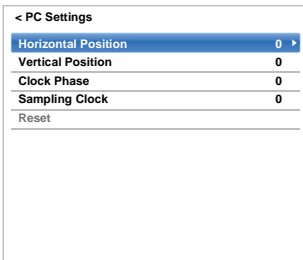 < PC Settings
Horizontal Position 0
Vertical Position 0
Clock Phase 0
Sampling Clock 0
Reset